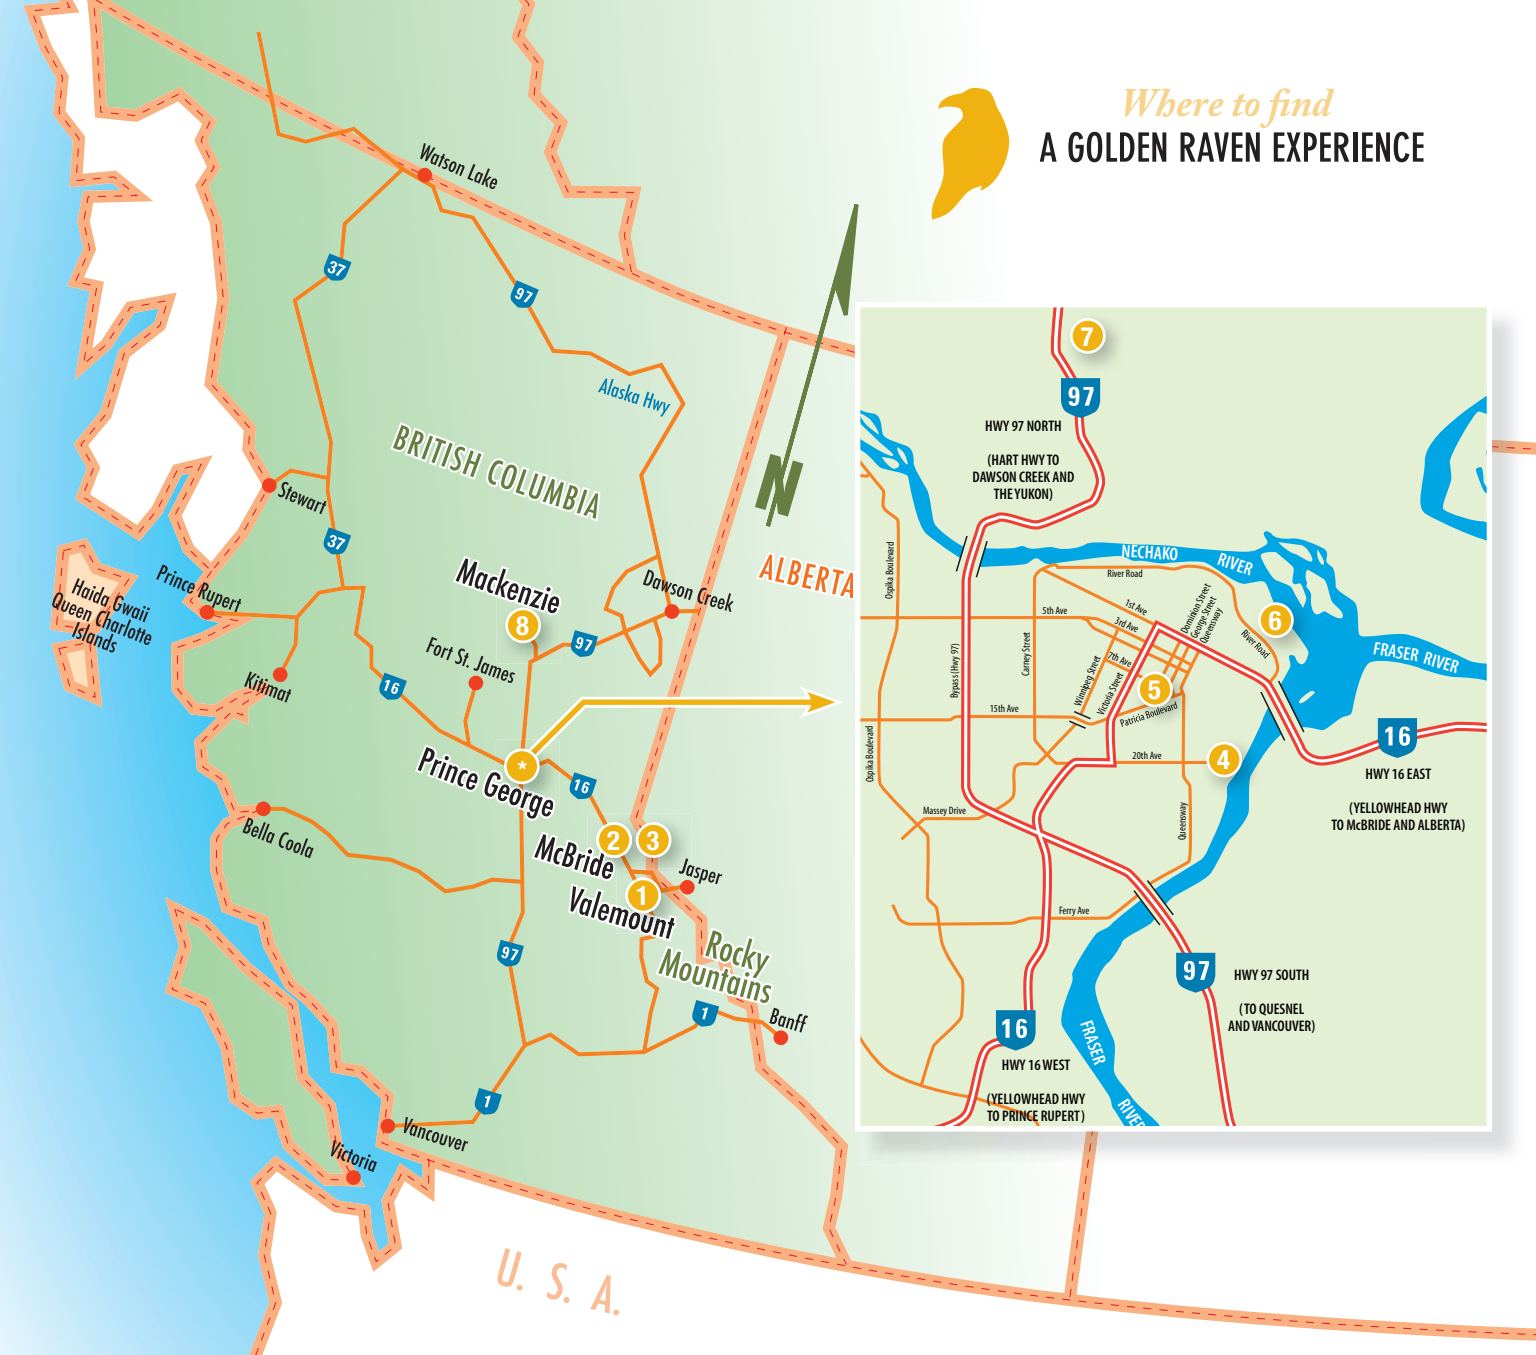 Where to find
A GOLDEN RAVEN EXPERIENCE
Watson Lake
37
97
Alaska Hwy
BRITISH COLUMBIA
N
ALBERTA
Stewart
37
Haida Gwaii
Queen Charlotte
Islands
Prince Rupert
Kitimat
Mackenzie
8
97
Dawson Creek
Fort St. James
16
Prince George
*
16
2
3
McBride
Jasper
1
Valemount
Bella Coola
97
Rocky
Mountains
1
Banff
1
Vancouver
Victoria
U. S. A.
7
97
HWY 97 NORTH
(HART HWY TO
DAWSON CREEK AND
THE YUKON)
NECHAKO
RIVER
River Road
Ospika Boulevard
5th Ave
1st Ave
3rd Ave
Dominion Street
George Street
Queensway
6
River Road
FRASER RIVER
Bypass (Hwy 97)
Carney Street
7th Ave
Winnipeg Street
Victoria Street
5
Patricia Boulevard
15th Ave
Ospika Boulevard
20th Ave
4
16
HWY 16 EAST
(YELLOWHEAD HWY
TO McBRIDE AND ALBERTA)
Massey Drive
Queensway
Ferry Ave
97
HWY 97 SOUTH
(TO QUESNEL
AND VANCOUVER)
16
HWY 16 WEST
(YELLOWHEAD HWY
TO PRINCE RUPERT)
FRASER
RIVER